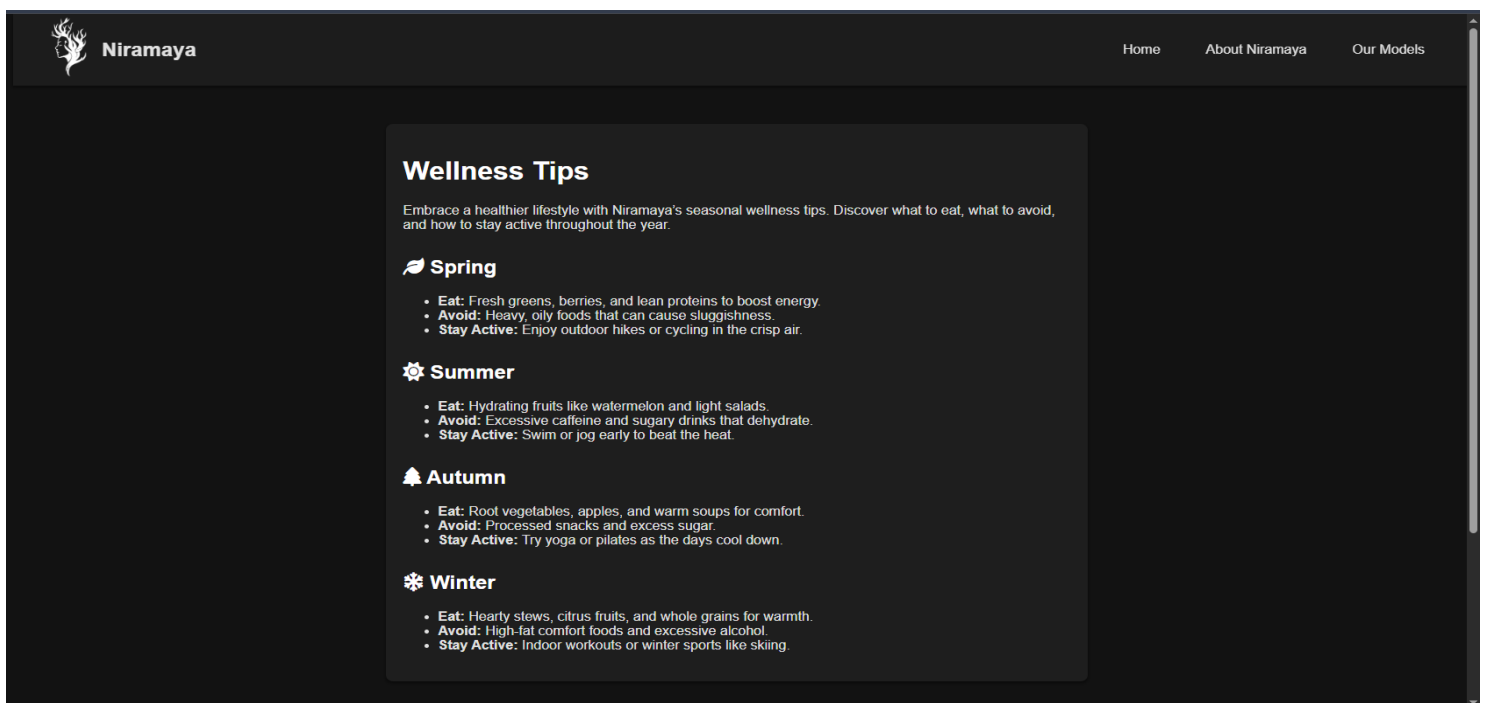 Niramaya
Home About Niramaya Our Models
Wellness Tips
Embrace a healthier lifestyle with Niramaya’s seasonal wellness tips. Discover what to eat, what to avoid,
and how to stay active throughout the year.
Spring
• Eat: Fresh greens, berries, and lean proteins to boost energy.
• Avoid: Heavy, oily foods that can cause sluggishness.
• Stay Active: Enjoy outdoor hikes or cycling in the crisp air.
Summer
• Eat: Hydrating fruits like watermelon and light salads.
• Avoid: Excessive caffeine and sugary drinks that dehydrate.
• Stay Active: Swim or jog early to beat the heat.
Autumn
• Eat: Root vegetables, apples, and warm soups for comfort.
• Avoid: Processed snacks and excess sugar.
• Stay Active: Try yoga or pilates as the days cool down.
Winter
• Eat: Hearty stews, citrus fruits, and whole grains for warmth.
• Avoid: High-fat comfort foods and excessive alcohol.
• Stay Active: Indoor workouts or winter sports like skiing.